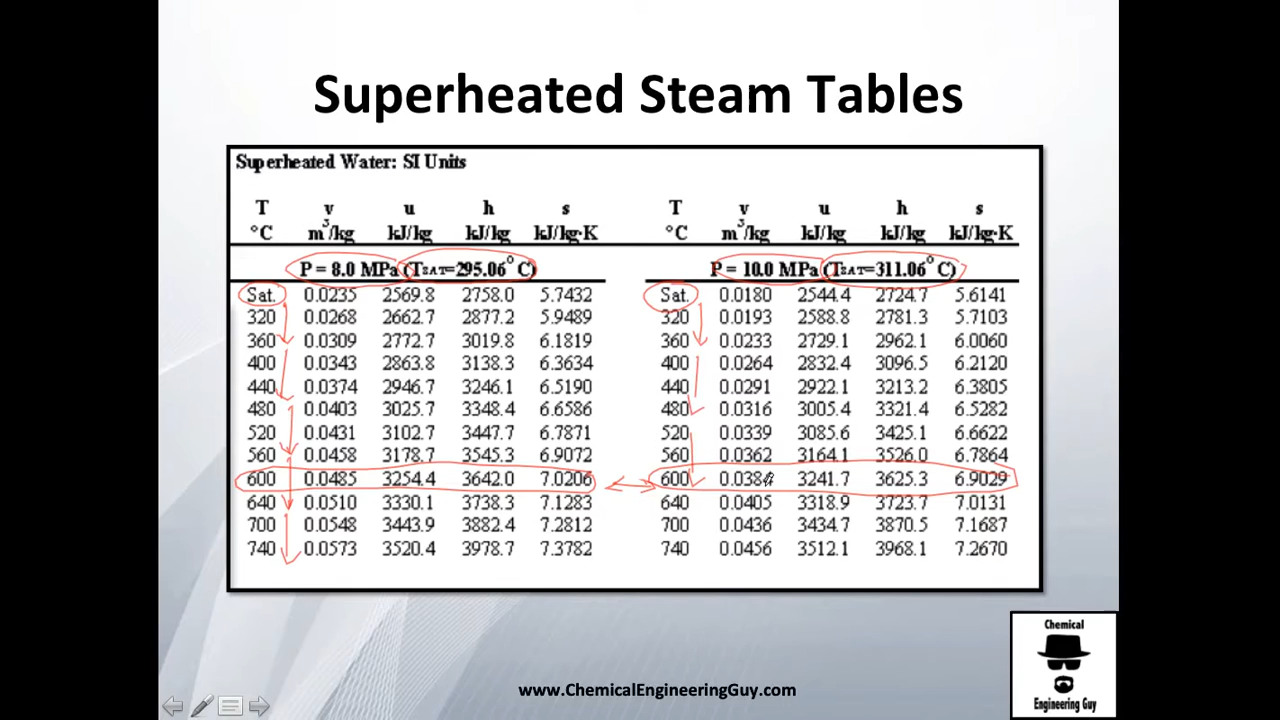 Superheated Steam Tables
Superheated Water: SI Units
T v u h s T v u h s
°C m³/kg kJ/kg kJ/kg kJ/kg·K °C m³/kg kJ/kg kJ/kg kJ/kg·K
P = 8.0 MPa (TSAT=295.06° C) P = 10.0 MPa (TSAT=311.06° C)
Sat. 0.0235 2569.8 2758.0 5.7432 Sat. 0.0180 2544.4 2724.7 5.6141
320 0.0268 2662.7 2877.2 5.9489 320 0.0193 2588.8 2781.3 5.7103
360 0.0309 2772.7 3019.8 6.1819 360 0.0233 2729.1 2962.1 6.0060
400 0.0343 2863.8 3138.3 6.3634 400 0.0264 2832.4 3096.5 6.2120
440 0.0374 2946.7 3246.1 6.5190 440 0.0291 2922.1 3213.2 6.3805
480 0.0403 3025.7 3348.4 6.6586 480 0.0316 3005.4 3321.4 6.5282
520 0.0431 3102.7 3447.7 6.7871 520 0.0339 3085.6 3425.1 6.6622
560 0.0458 3178.7 3545.3 6.9072 560 0.0362 3164.1 3526.0 6.7864
600 0.0485 3254.4 3642.0 7.0206 600 0.0384 3241.7 3625.3 6.9029
640 0.0510 3330.1 3738.3 7.1283 640 0.0405 3318.9 3723.7 7.0131
700 0.0548 3443.9 3882.4 7.2812 700 0.0436 3434.7 3870.5 7.1687
740 0.0573 3520.4 3978.7 7.3782 740 0.0456 3512.1 3968.1 7.2670
www.ChemicalEngineeringGuy.com
Chemical
Engineering Guy